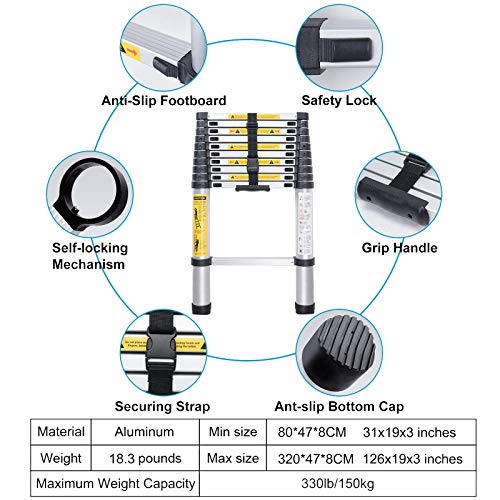 Anti-Slip Footboard
Safety Lock
Self-locking
Mechanism
Grip Handle
Securing Strap
Ant-slip Bottom Cap
Material Aluminum Min size 80*47*8CM 31x19x3 inches
Weight 18.3 pounds Max size 320*47*8CM 126x19x3 inches
Maximum Weight Capacity 330lb/150kg